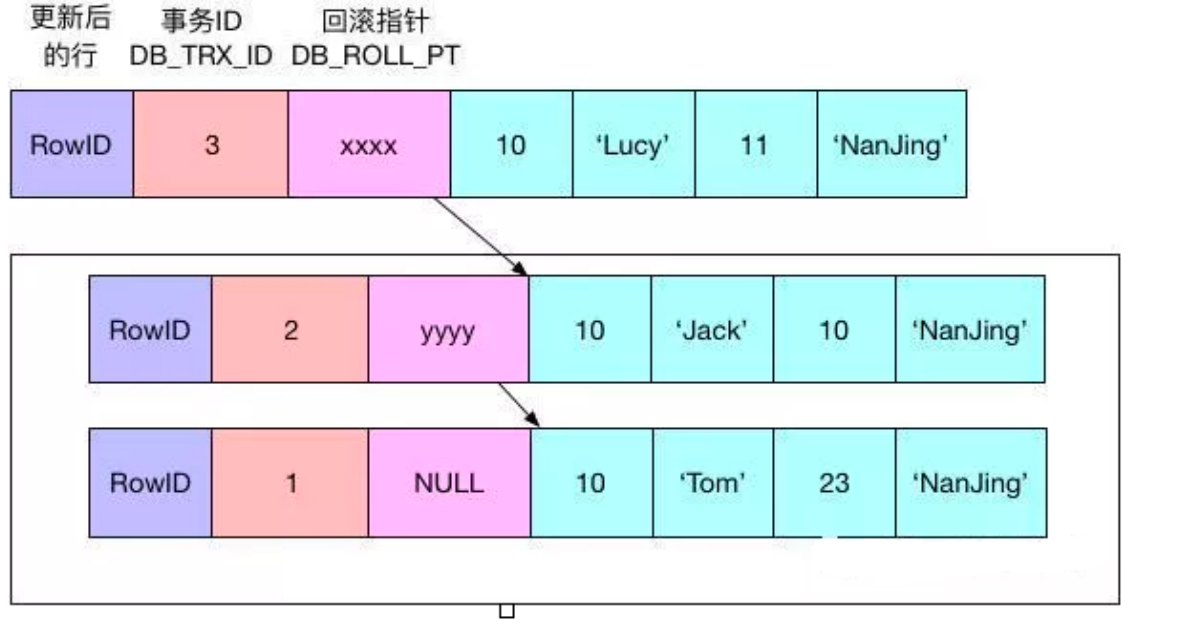 更新后 事务ID 回滚指针
的行 DB_TRX_ID DB_ROLL_PT
RowID 3 xxxx 10 ‘Lucy’ 11 ‘NanJing’
RowID 2 yyyy 10 ‘Jack’ 10 ‘NanJing’
RowID 1 NULL 10 ‘Tom’ 23 ‘NanJing’